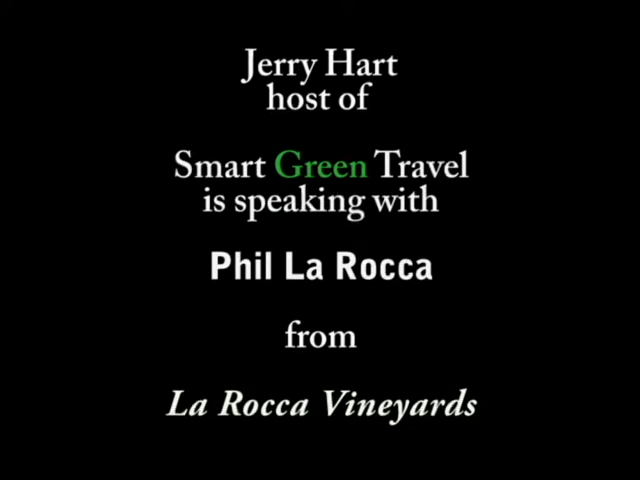 Jerry Hart
host of
Smart Green Travel
is speaking with
Phil La Rocca
from
La Rocca Vineyards